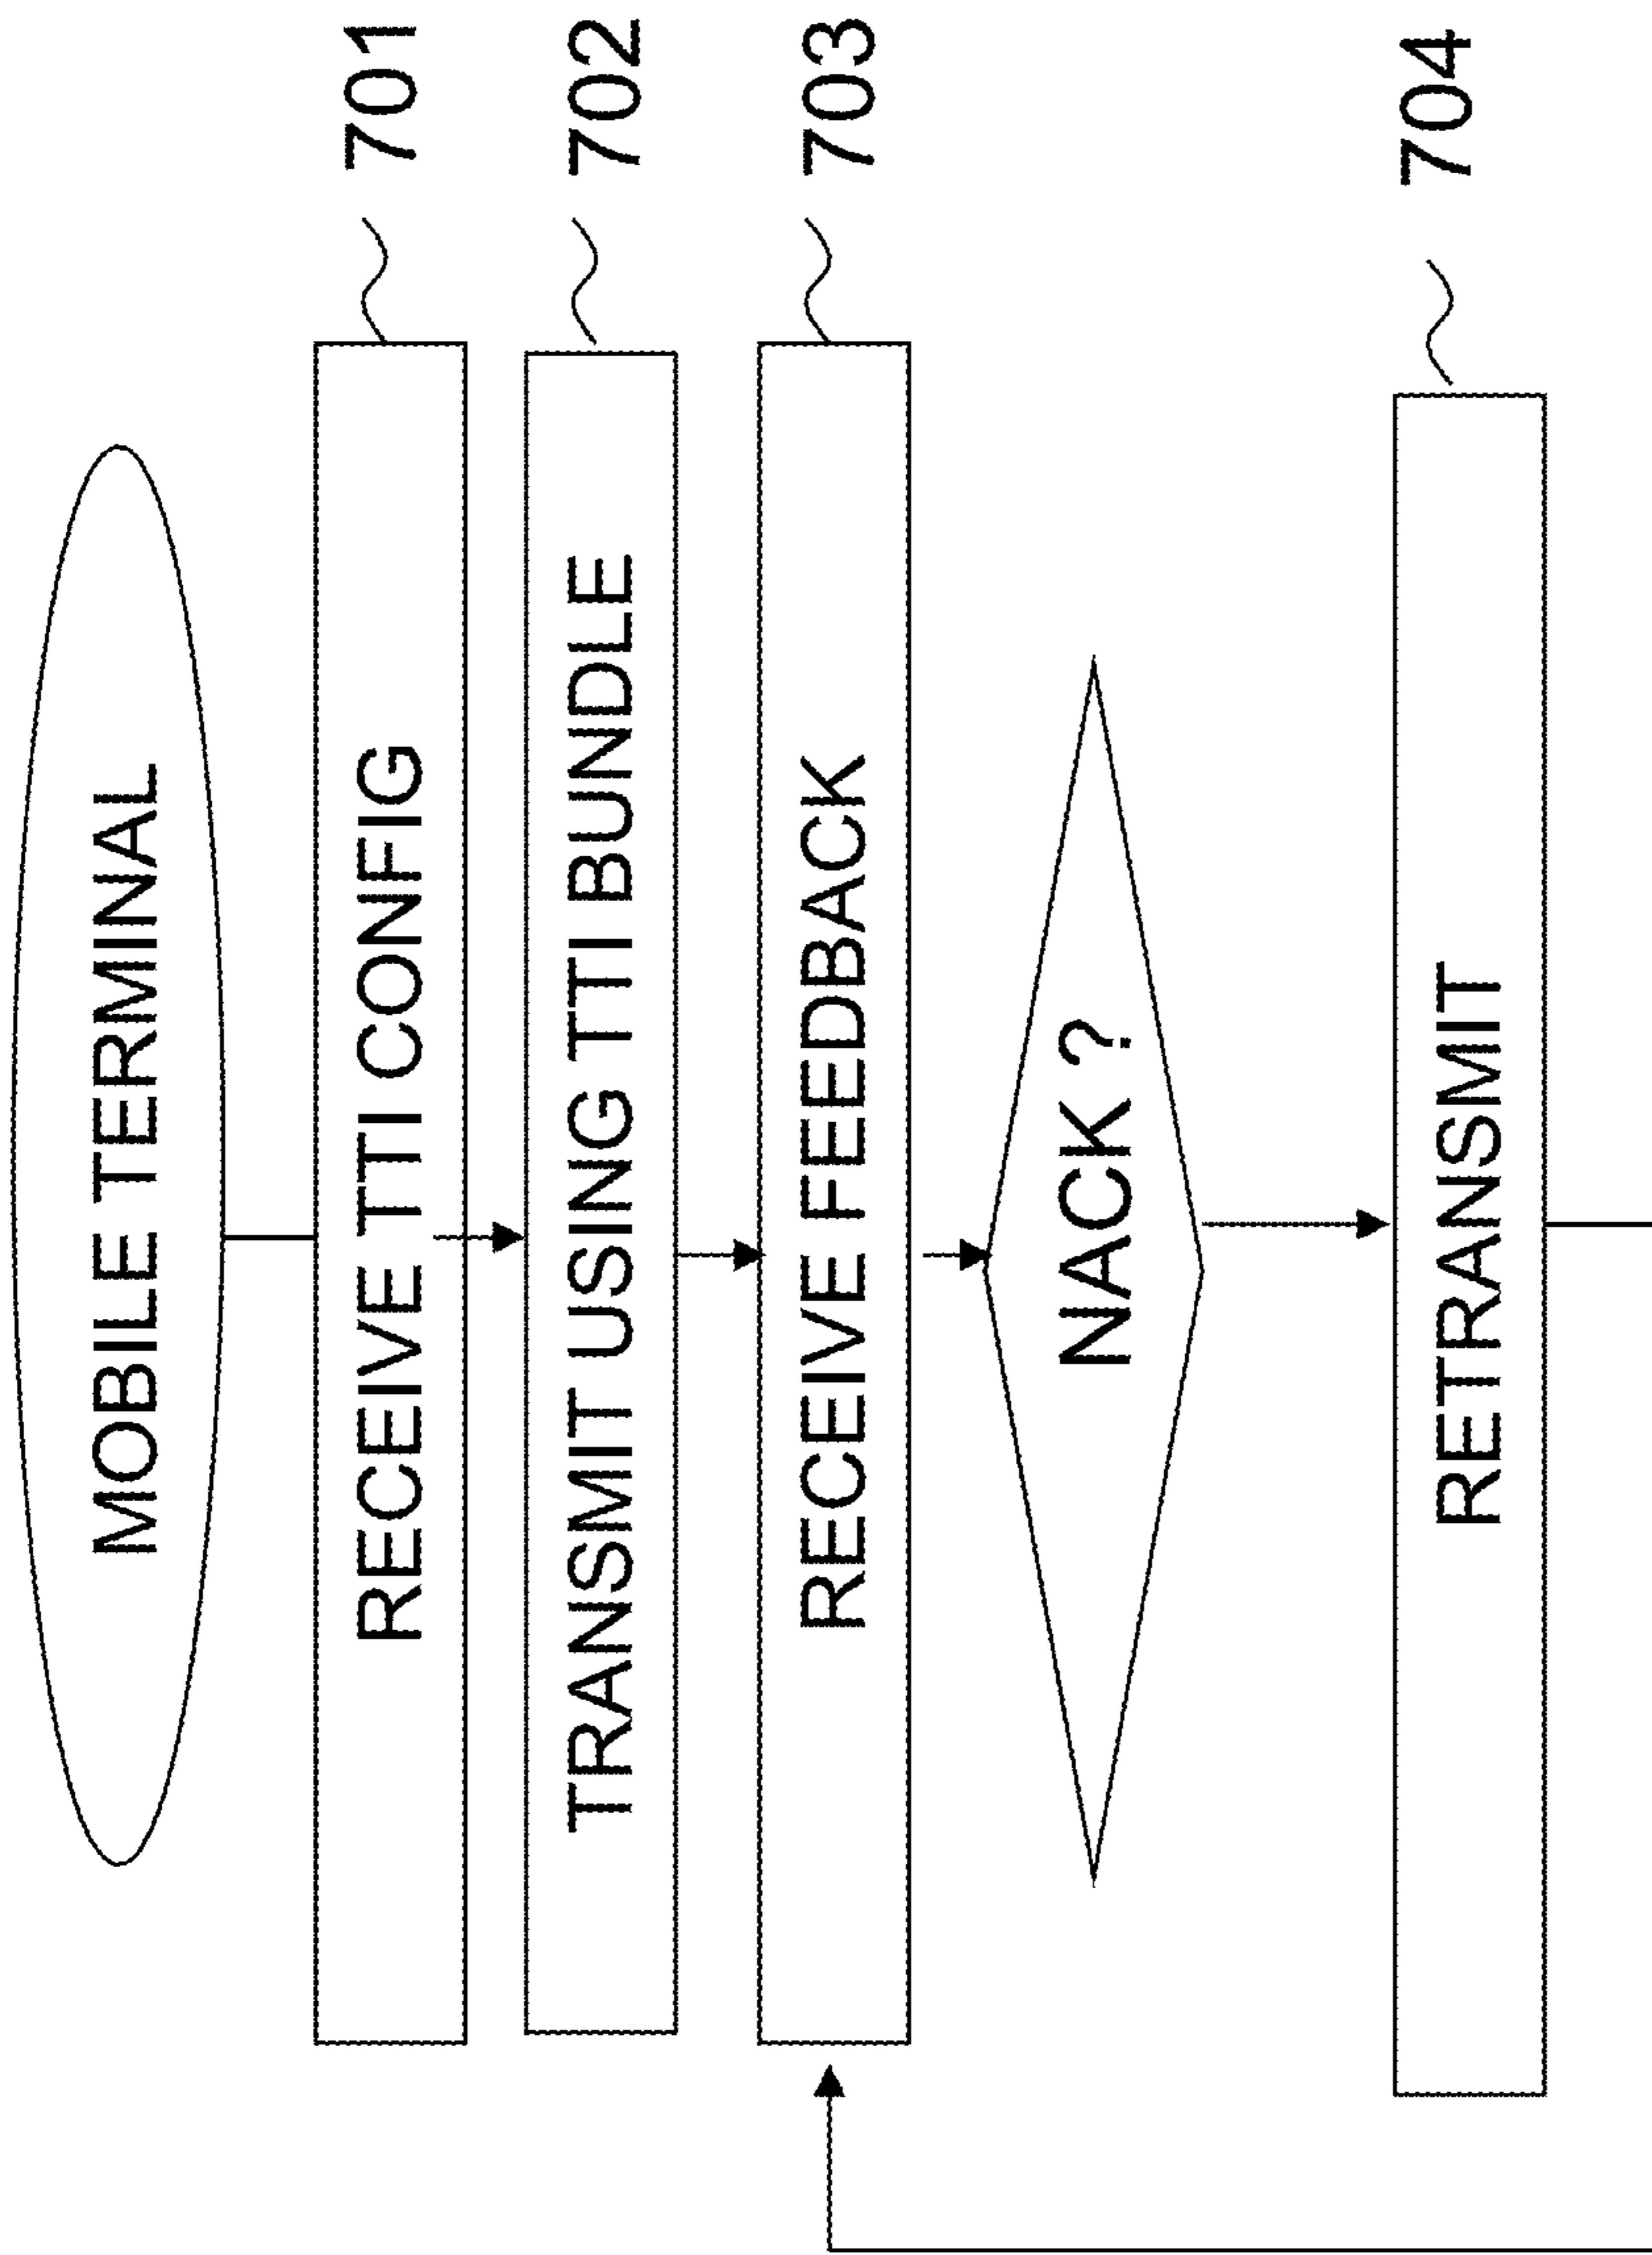 MOBILE TERMINAL
RECEIVE TTI CONFIG
701
TRANSMIT USING TTI BUNDLE
702
RECEIVE FEEDBACK
703
NACK ?
RETRANSMIT
704